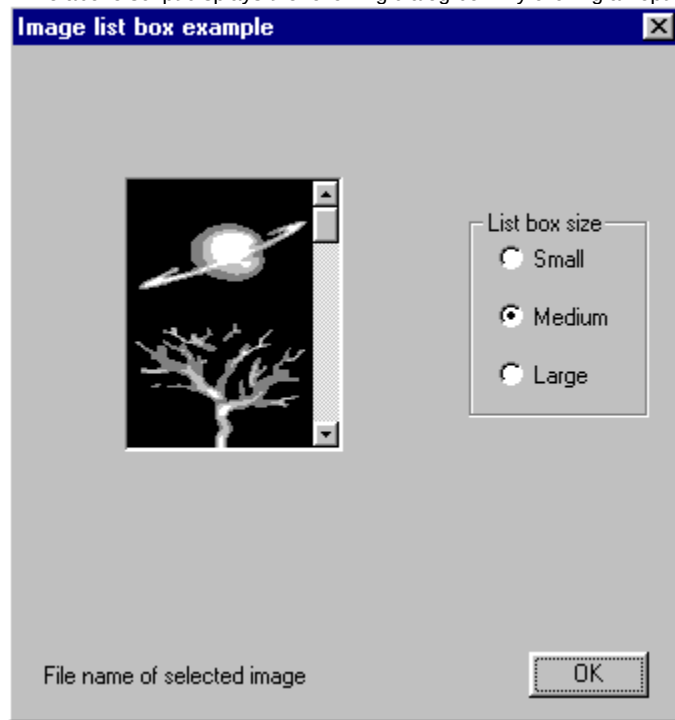 Image list box example
List box size
Small
Medium
Large
File name of selected image
OK